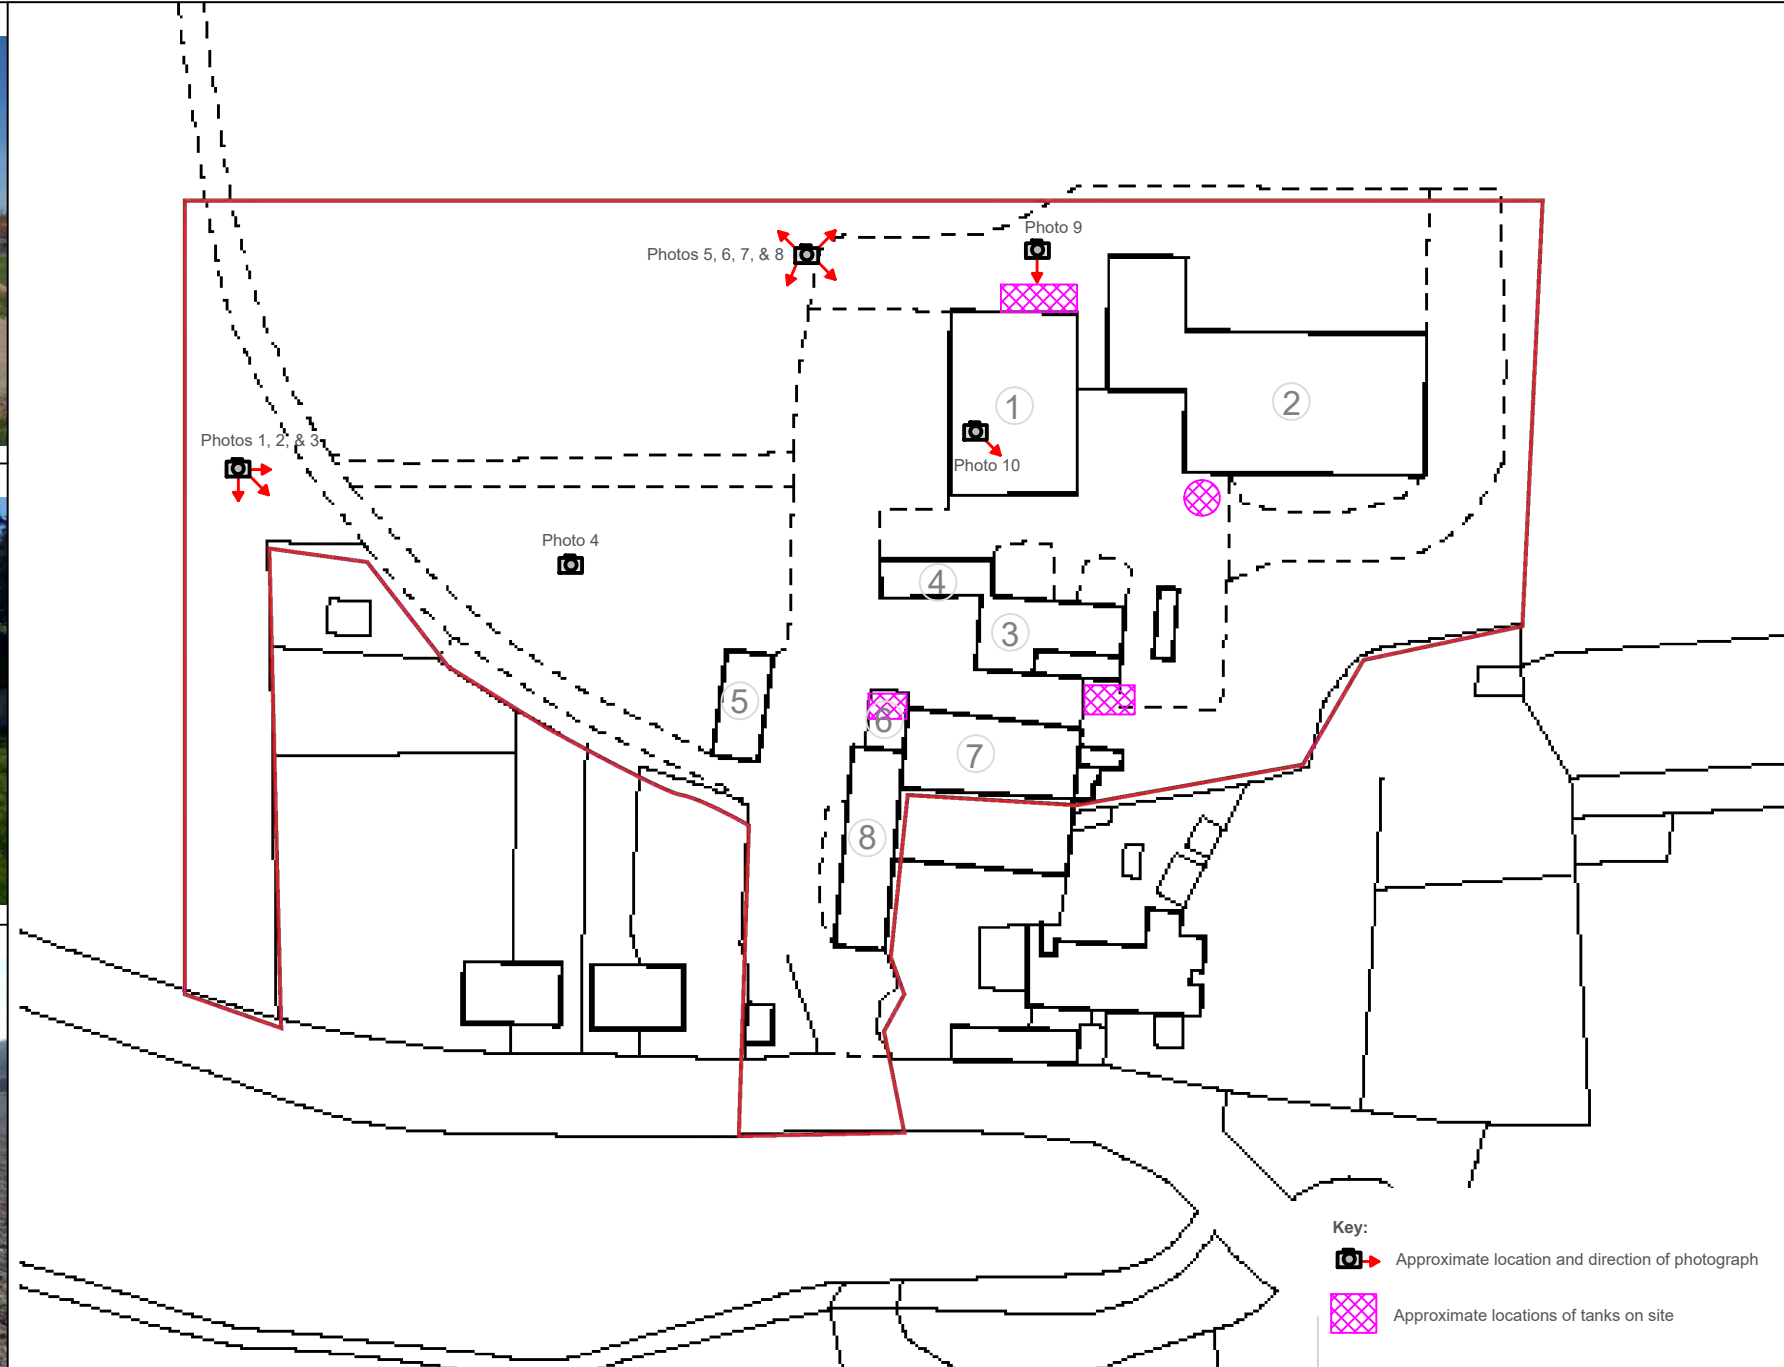 Photo 9
Photos 5, 6, 7, & 8
1
2
Photos 1, 2, & 3
Photo 10
Photo 4
4
3
5
6
7
8
Key:
Approximate location and direction of photograph
Approximate locations of tanks on site